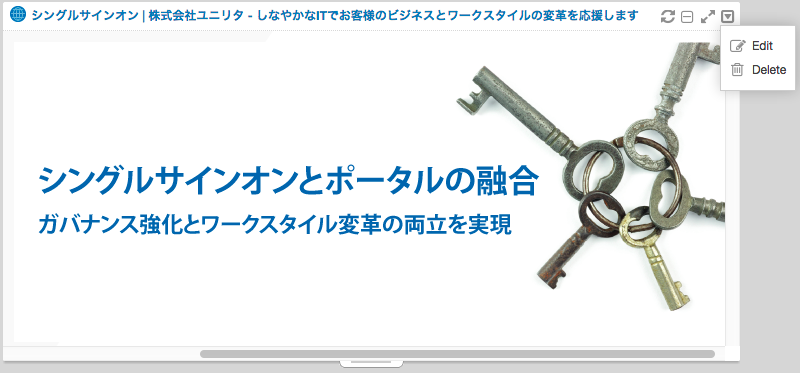 シングルサインオン | 株式会社ユニリタ - しなやかなITでお客様のビジネスとワークスタイルの変革を応援します
Edit
Delete
シングルサインオンとポータルの融合
ガバナンス強化とワークスタイル変革の両立を実現